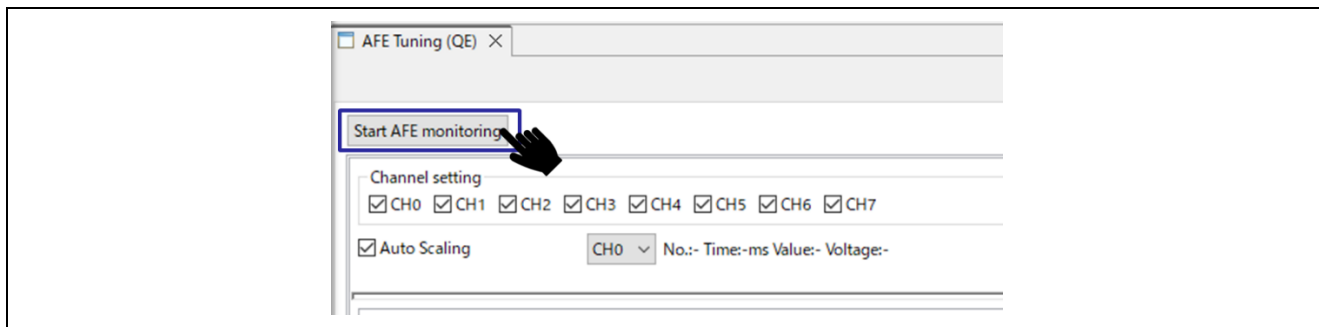 AFE Tuning (QE)
Start AFE monitoring
Channel setting
CH0 CH1 CH2 CH3 CH4 CH5 CH6 CH7
Auto Scaling CH0 No.:- Time:-ms Value:- Voltage:-